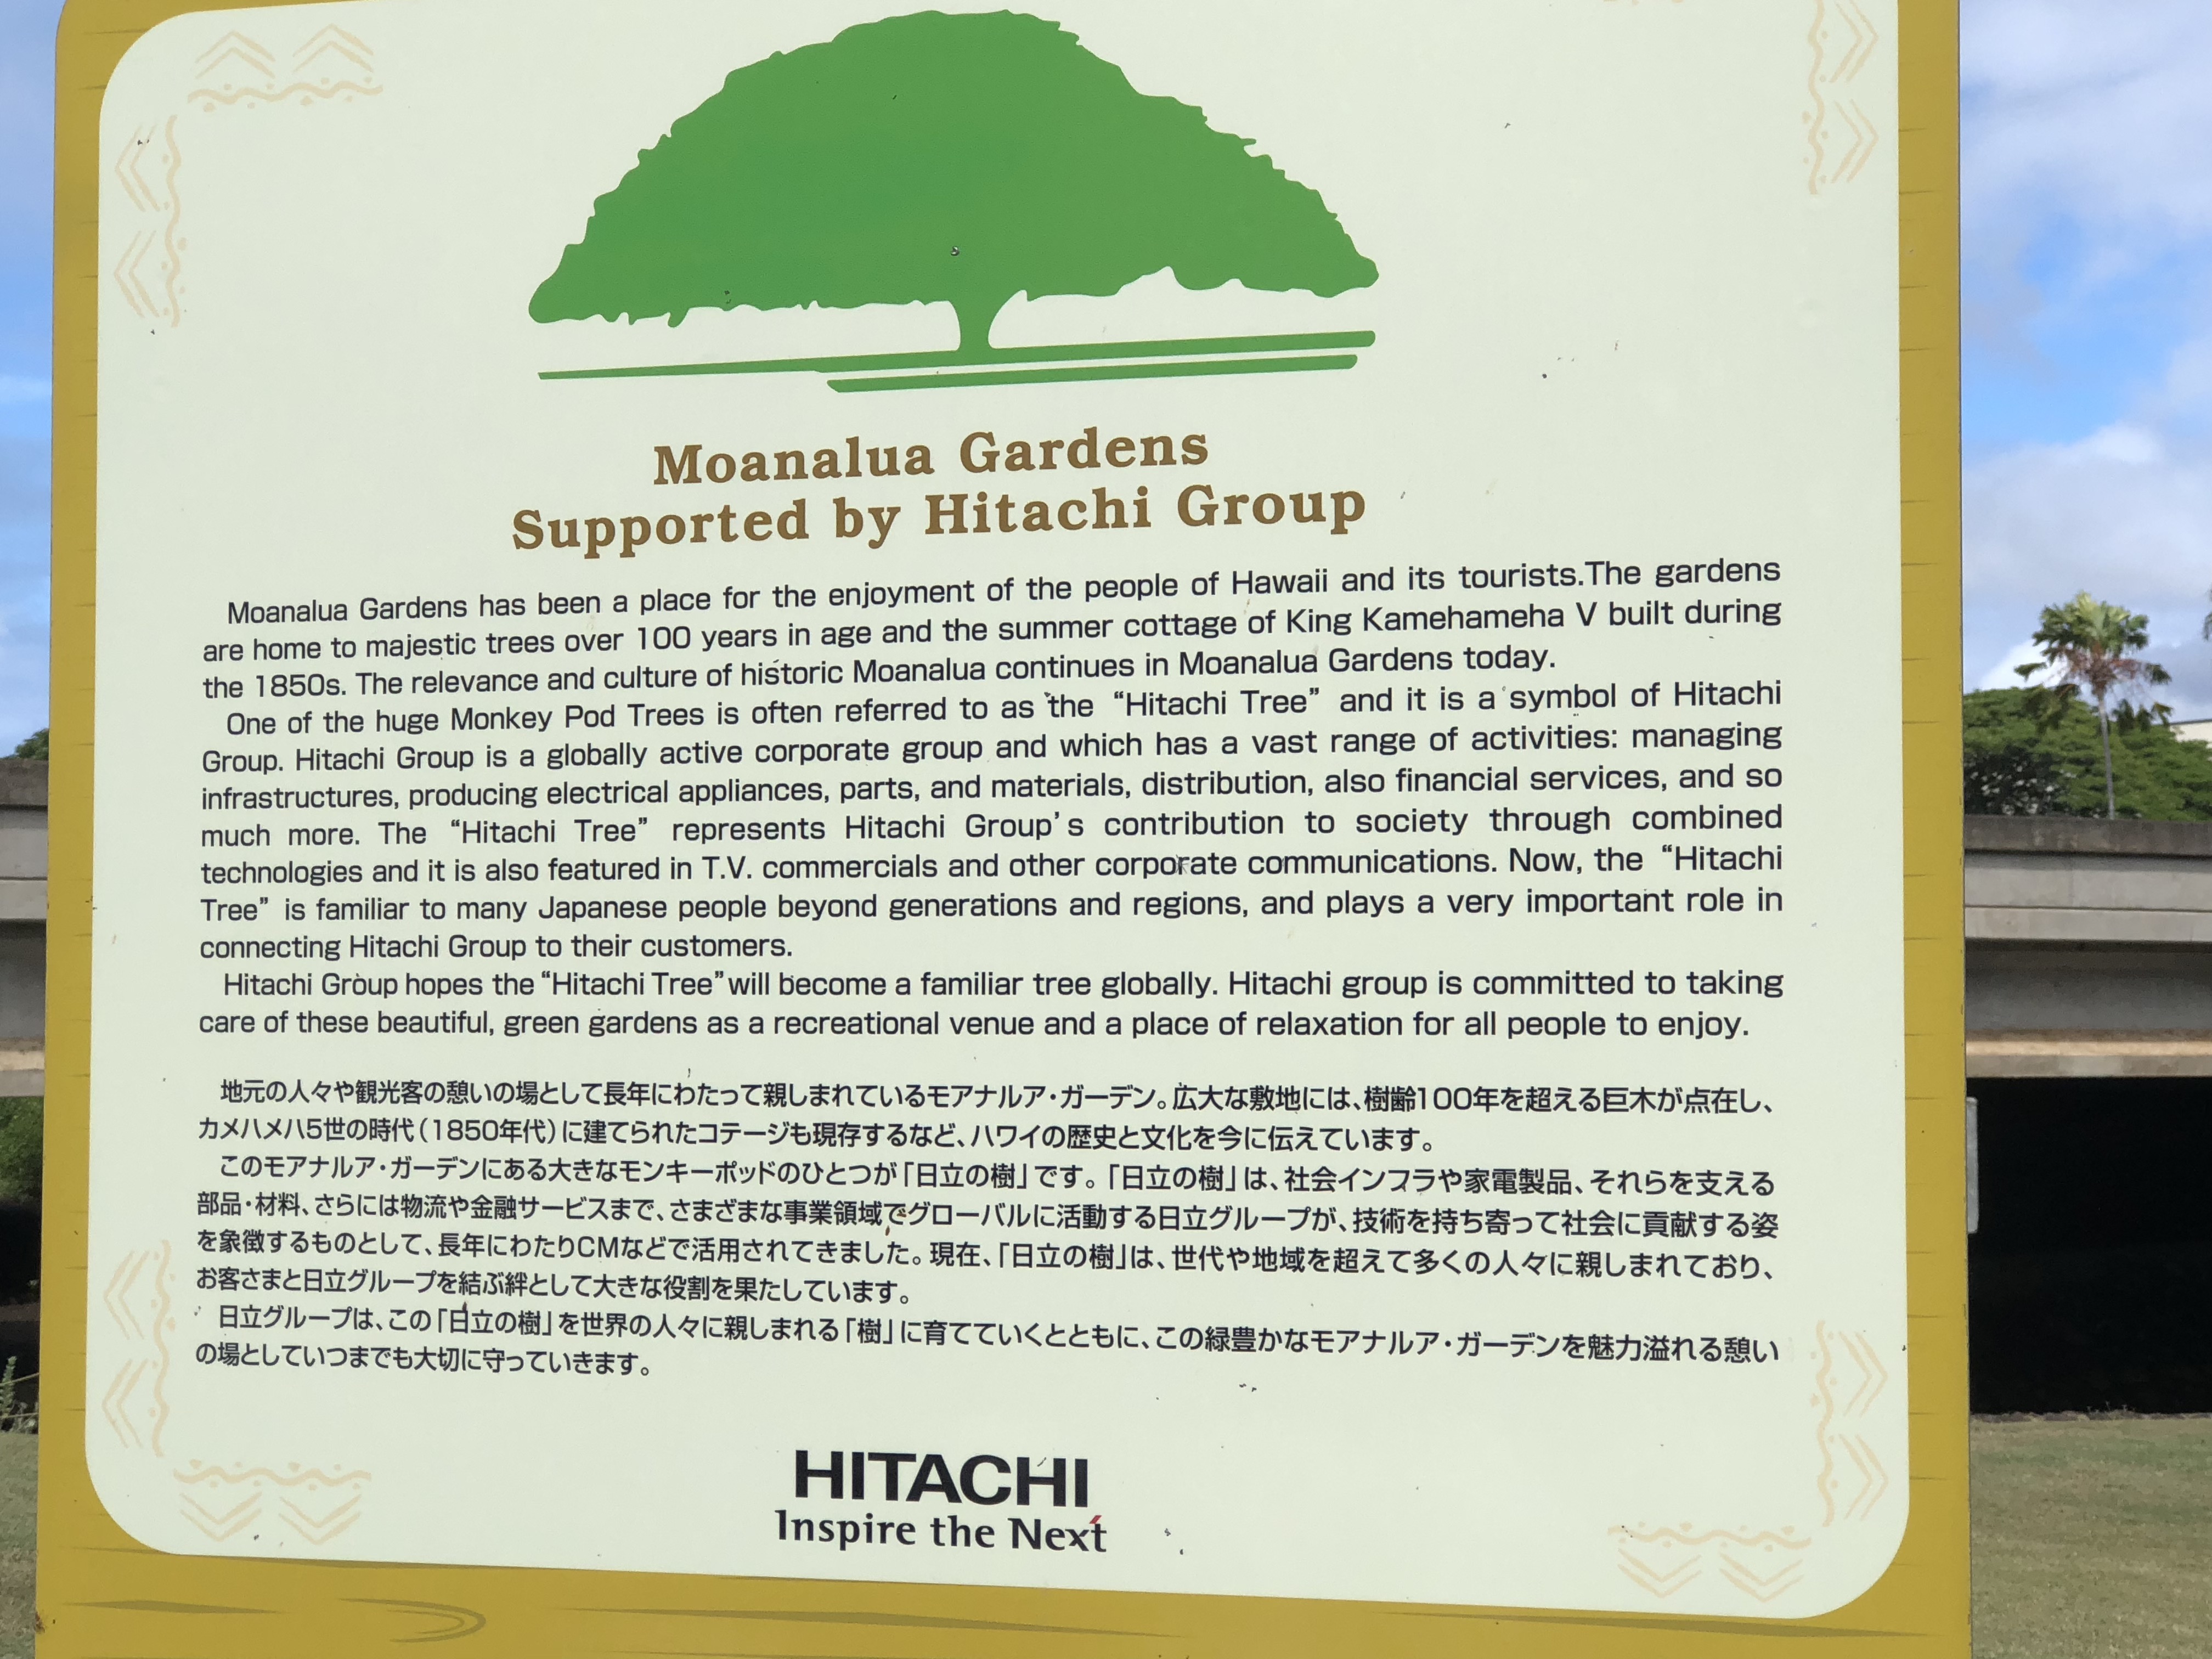 Moanalua Gardens
Supported by Hitachi Group
Moanalua Gardens has been a place for the enjoyment of the people of Hawaii and its tourists.The gardens
are home to majestic trees over 100 years in age and the summer cottage of King Kamehameha V built during
the 1850s. The relevance and culture of historic Moanalua continues in Moanalua Gardens today.
One of the huge Monkey Pod Trees is often referred to as the “Hitachi Tree” and it is a symbol of Hitachi
Group. Hitachi Group is a globally active corporate group and which has a vast range of activities: managing
infrastructures, producing electrical appliances, parts, and materials, distribution, also financial services, and so
much more. The “Hitachi Tree” represents Hitachi Group’s contribution to society through combined
technologies and it is also featured in T.V. commercials and other corporate communications. Now, the “Hitachi
Tree” is familiar to many Japanese people beyond generations and regions, and plays a very important role in
connecting Hitachi Group to their customers.
Hitachi Group hopes the “Hitachi Tree” will become a familiar tree globally. Hitachi group is committed to taking
care of these beautiful, green gardens as a recreational venue and a place of relaxation for all people to enjoy.
地元の人々や観光客の憩いの場として長年にわたって親しまれているモアナルア・ガーデン。広大な敷地には、樹齢100年を超える巨木が点在し、
カメハメハ5世の時代（1850年代）に建てられたコテージも現存するなど、ハワイの歴史と文化を今に伝えています。
このモアナルア・ガーデンにある大きなモンキーポッドのひとつが「日立の樹」です。「日立の樹」は、社会インフラや家電製品、それらを支える
部品・材料、さらには物流や金融サービスまで、さまざまな事業領域でグローバルに活動する日立グループが、技術を持ち寄って社会に貢献する姿
を象徴するものとして、長年にわたりCMなどで活用されてきました。現在、「日立の樹」は、世代や地域を超えて多くの人々に親しまれており、
お客さまと日立グループを結ぶ絆として大きな役割を果たしています。
日立グループは、この「日立の樹」を世界の人々に親しまれる「樹」に育てていくとともに、この緑豊かなモアナルア・ガーデンを魅力溢れる憩い
の場としていつまでも大切に守っていきます。
HITACHI
Inspire the Next